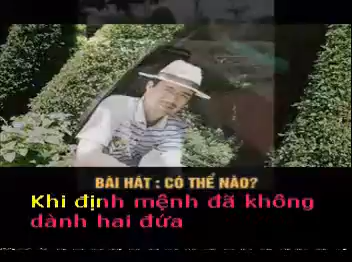 BÀI HÁT : CÓ THỂ NÀO?
Khi định mệnh đã không
dành hai đứa